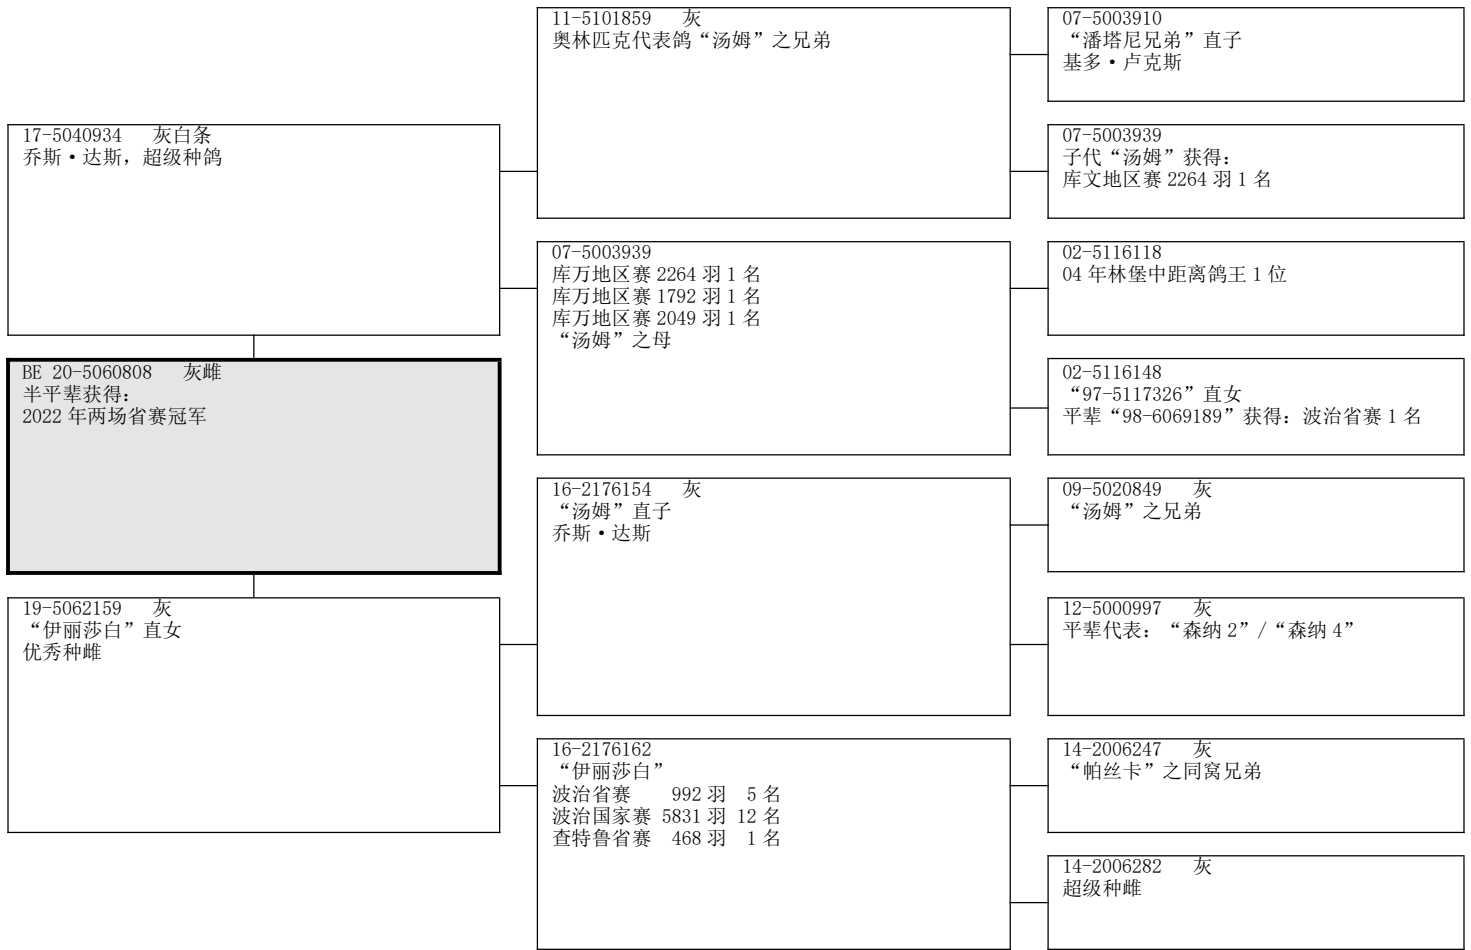 17-5040934 灰白条
乔斯·达斯，超级种鸽
BE 20-5060808 灰雌
半平辈获得：
2022 年两场省赛冠军
19-5062159 灰
“伊丽莎白”直女
优秀种雌
11-5101859 灰
奥林匹克代表鸽“汤姆”之兄弟
07-5003939
库万地区赛 2264 羽 1 名
库万地区赛 1792 羽 1 名
库万地区赛 2049 羽 1 名
“汤姆”之母
16-2176154 灰
“汤姆”直子
乔斯·达斯
16-2176162
“伊丽莎白”
波治省赛 992 羽 5 名
波治国家赛 5831 羽 12 名
查特鲁省赛 468 羽 1 名
07-5003910
“潘塔尼兄弟”直子
基多·卢克斯
07-5003939
子代“汤姆”获得：
库文地区赛 2264 羽 1 名
02-5116118
04 年林堡中距离鸽王 1 位
02-5116148
“97-5117326”直女
平辈“98-6069189”获得：波治省赛 1 名
09-5020849 灰
“汤姆”之兄弟
12-5000997 灰
平辈代表：“森纳 2”/“森纳 4”
14-2006247 灰
“帕丝卡”之同窝兄弟
14-2006282 灰
超级种雌